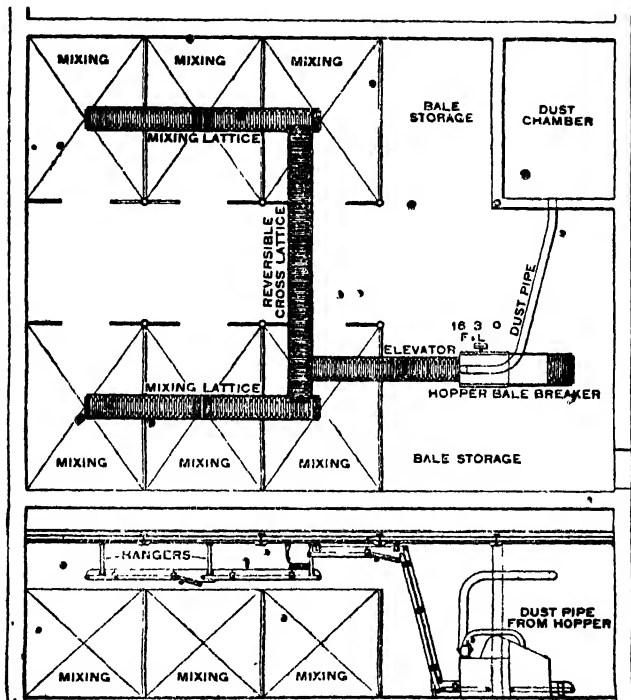 MIXING MIXING MIXING
BALE
STORAGE
DUST
CHAMBER
MIXING LATTICE
REVERSIBLE
CROSS LATTICE
DUST PIPE
16 3
F L
ELEVATOR
MIXING LATTICE
HOPPER BALE BREAKER
MIXING MIXING MIXING
BALE STORAGE
HANGERS
DUST PIPE
FROM HOPPER
MIXING MIXING MIXING